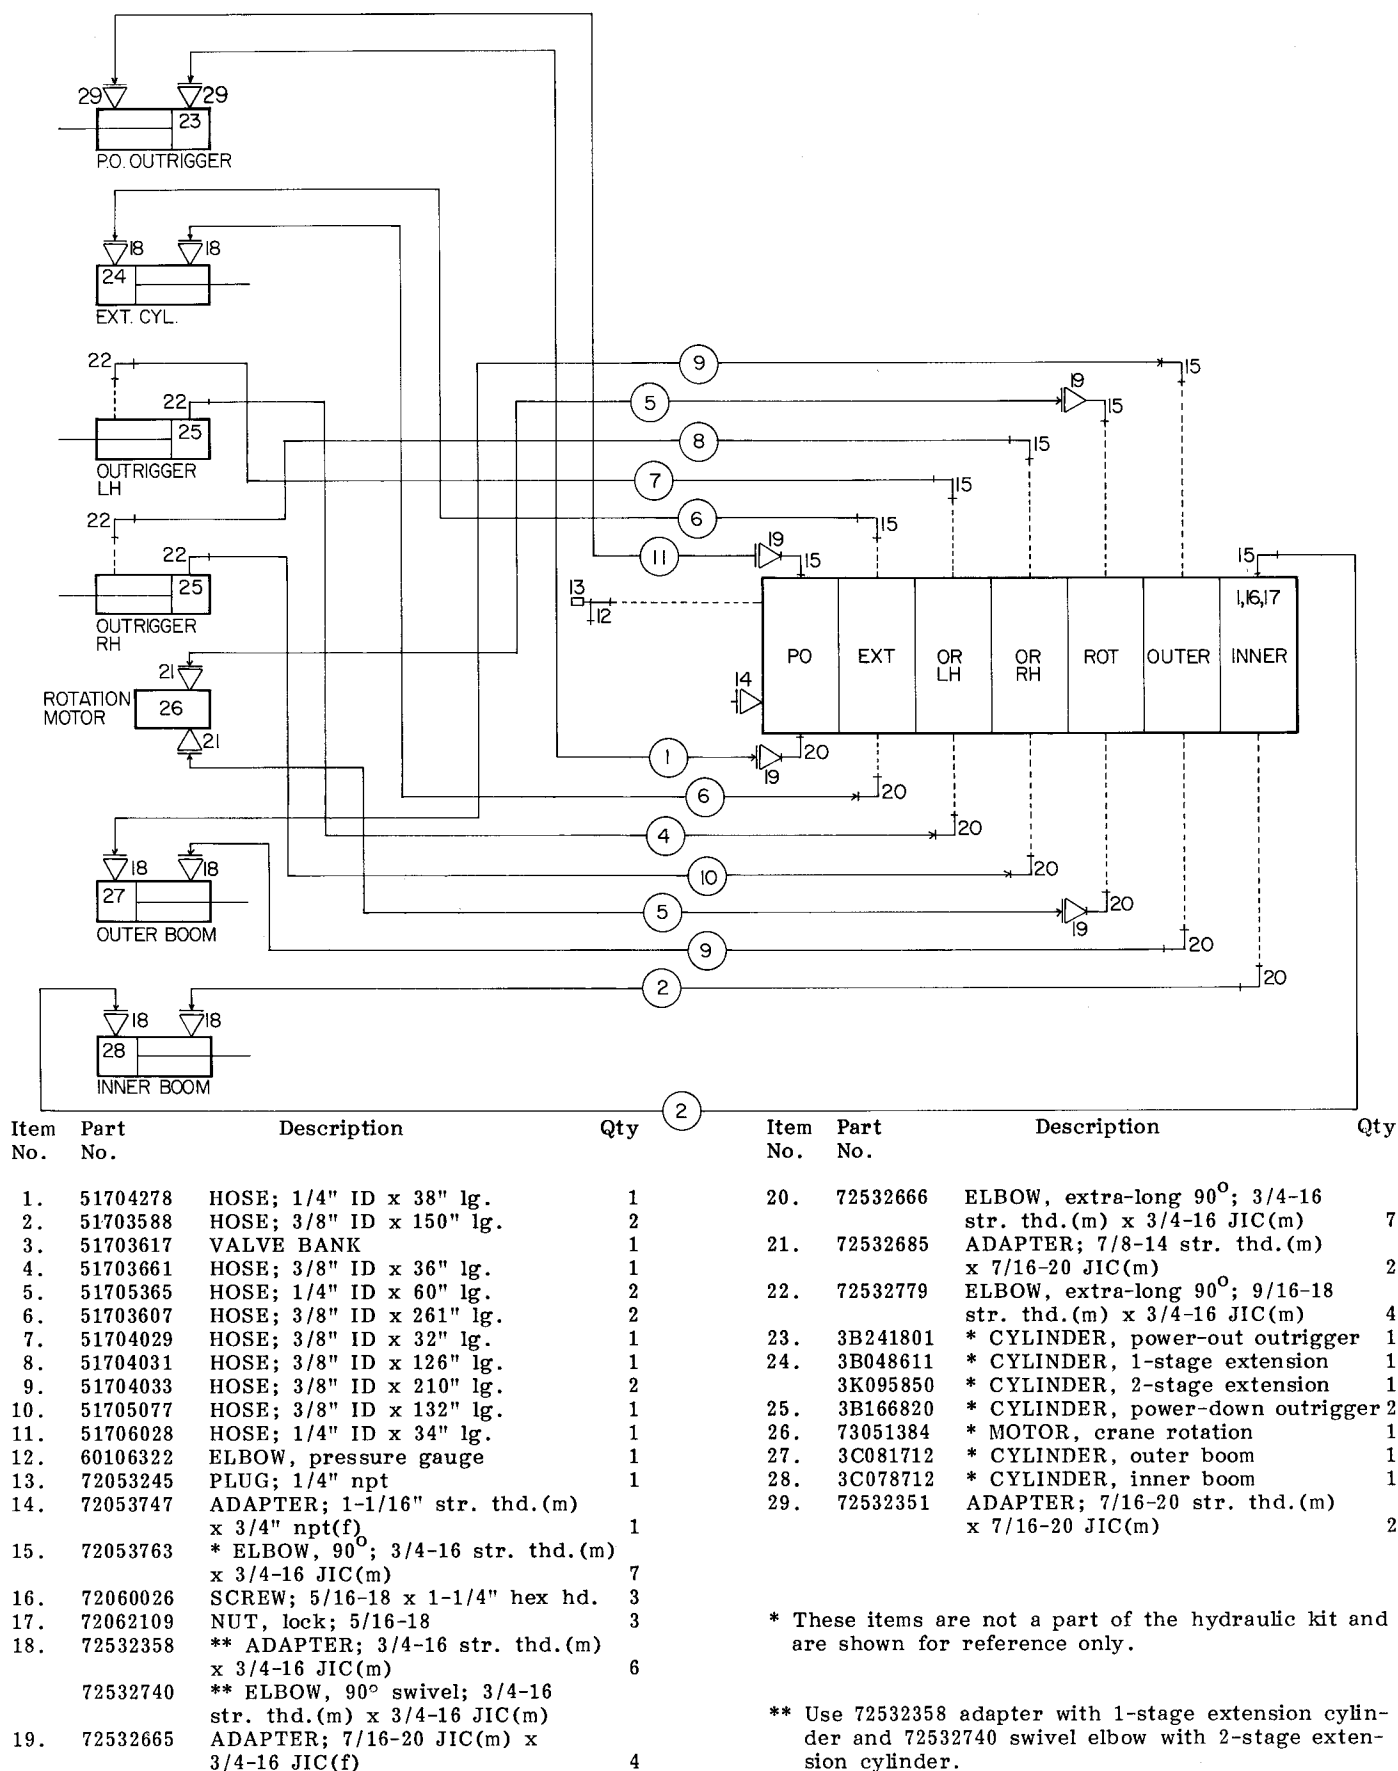 29
29
23
P.O. OUTRIGGER
18
18
24
EXT. CYL.
22
9
15
19
22
5
15
25
8
15
OUTRIGGER
LH
7
15
22
6
15
19
22
11
15
15
25
13
12
1,16,17
OUTRIGGER
RH
PO
EXT
OR
LH
OR
RH
ROT
OUTER
INNER
21
14
ROTATION
MOTOR
26
21
1
20
19
6
20
4
20
18
18
10
20
27
5
20
OUTER BOOM
19
9
20
2
20
18
18
28
INNER BOOM
2
Item Part Description Qty
No. No.
1. 51704278 HOSE; 1/4" ID x 38" lg. 1
2. 51703588 HOSE; 3/8" ID x 150" lg. 2
3. 51703617 VALVE BANK 1
4. 51703661 HOSE; 3/8" ID x 36" lg. 1
5. 51705365 HOSE; 1/4" ID x 60" lg. 2
6. 51703607 HOSE; 3/8" ID x 261" lg. 2
7. 51704029 HOSE; 3/8" ID x 32" lg. 1
8. 51704031 HOSE; 3/8" ID x 126" lg. 1
9. 51704033 HOSE; 3/8" ID x 210" lg. 2
10. 51705077 HOSE; 3/8" ID x 132" lg. 1
11. 51706028 HOSE; 1/4" ID x 34" lg. 1
12. 60106322 ELBOW, pressure gauge 1
13. 72053245 PLUG; 1/4" npt 1
14. 72053747 ADAPTER; 1-1/16" str. thd.(m)
x 3/4" npt(f) 1
15. 72053763 * ELBOW, 90°; 3/4-16 str. thd.(m)
x 3/4-16 JIC(m) 7
16. 72060026 SCREW; 5/16-18 x 1-1/4" hex hd. 3
17. 72062109 NUT, lock; 5/16-18 3
18. 72532358 ** ADAPTER; 3/4-16 str. thd.(m)
x 3/4-16 JIC(m) 6
72532740 ** ELBOW, 90° swivel; 3/4-16
str. thd.(m) x 3/4-16 JIC(m)
19. 72532665 ADAPTER; 7/16-20 JIC(m) x
3/4-16 JIC(f) 4
Item Part Description Qty
No. No.
20. 72532666 ELBOW, extra-long 90°; 3/4-16
str. thd.(m) x 3/4-16 JIC(m) 7
21. 72532685 ADAPTER; 7/8-14 str. thd.(m)
x 7/16-20 JIC(m) 2
22. 72532779 ELBOW, extra-long 90°; 9/16-18
str. thd.(m) x 3/4-16 JIC(m) 4
23. 3B241801 * CYLINDER, power-out outrigger 1
24. 3B048611 * CYLINDER, 1-stage extension 1
3K095850 * CYLINDER, 2-stage extension 1
25. 3B166820 * CYLINDER, power-down outrigger 2
26. 73051384 * MOTOR, crane rotation 1
27. 3C081712 * CYLINDER, outer boom 1
28. 3C078712 * CYLINDER, inner boom 1
29. 72532351 ADAPTER; 7/16-20 str. thd.(m)
x 7/16-20 JIC(m) 2
* These items are not a part of the hydraulic kit and
are shown for reference only.
** Use 72532358 adapter with 1-stage extension cylin-
der and 72532740 swivel elbow with 2-stage exten-
sion cylinder.